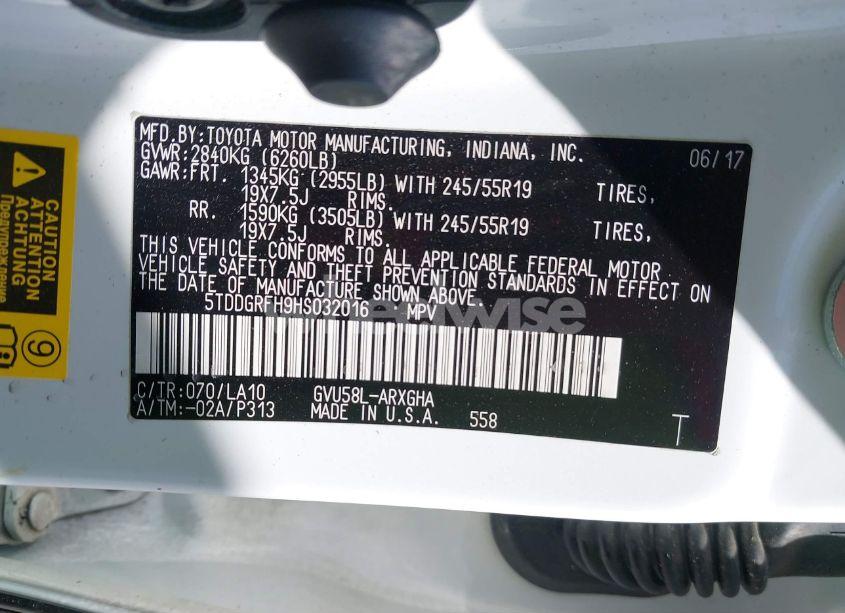 MFD.BY:TOYOTA MOTOR MANUFACTURING, INDIANA, INC. 06/17
GVWR:2840KG (6260LB)
GAWR:FRT. 1345KG (2955LB) WITH 245/55R19 TIRES,
19X7.5J RIMS.
RR. 1590KG (3505LB) WITH 245/55R19 TIRES,
19X7.5J RIMS.
THIS VEHICLE CONFORMS TO ALL APPLICABLE FEDERAL MOTOR
VEHICLE SAFETY AND THEFT PREVENTION STANDARDS IN EFFECT ON
THE DATE OF MANUFACTURE SHOWN ABOVE.
5TDDGRFH9HS032016 MPV
C/TR:070/LA10 GVU58L-ARXGHA
A/TM:-02A/P313 MADE IN U.S.A. 558
T
CAUTION
ATTENTION
ACHTUNG
Предупреждение
9